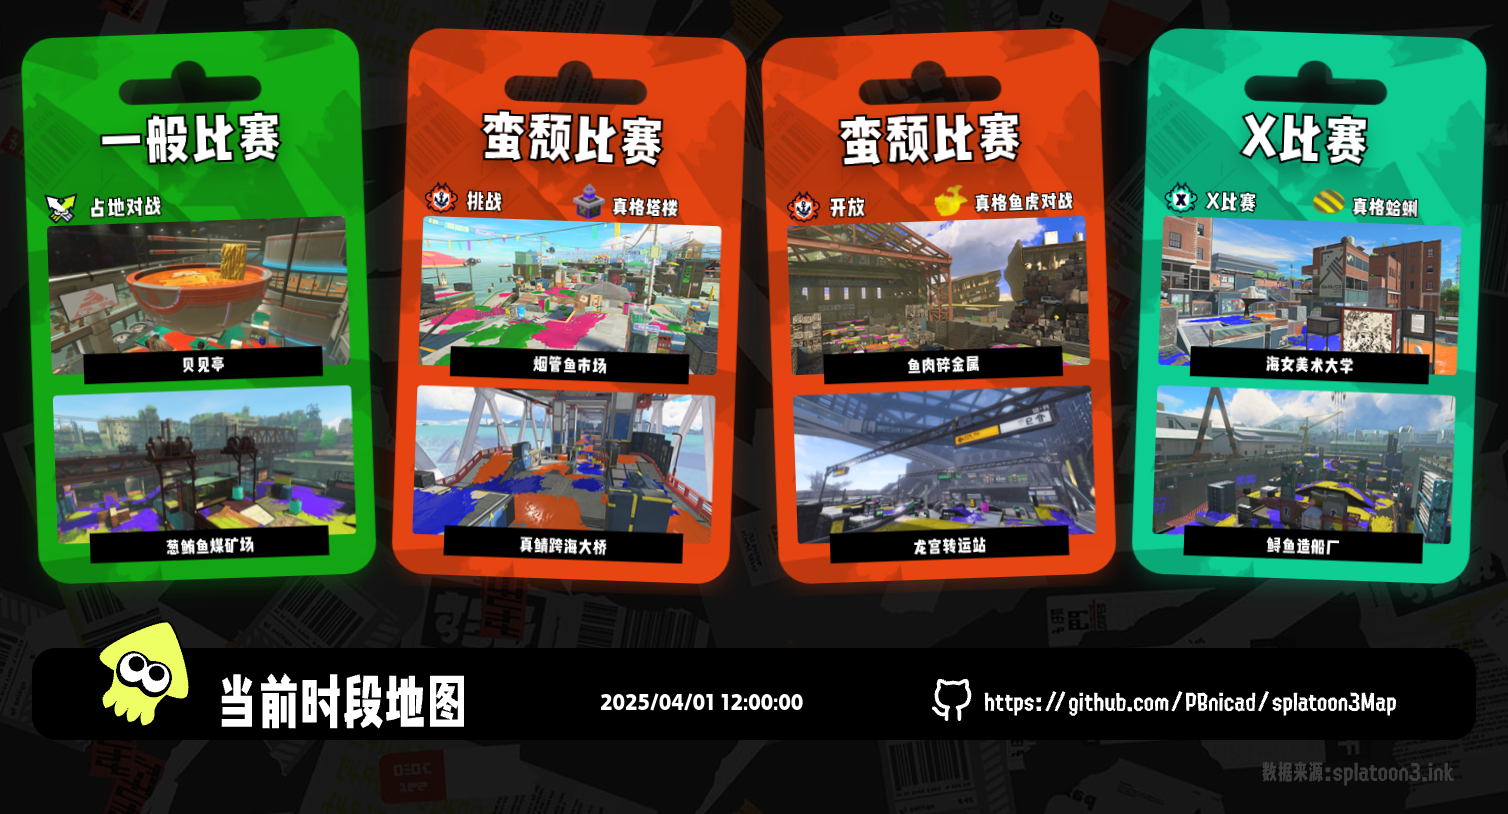 一般比赛
占地对战
贝贝亭
葱鲔鱼煤矿场
蛮颓比赛
挑战
真格塔楼
烟管鱼市场
真鲭跨海大桥
蛮颓比赛
开放
真格鱼虎对战
鱼肉碎金属
龙宫转运站
X比赛
X比赛
真格蛤蜊
海女美术大学
鲟鱼造船厂
当前时段地图
2025/04/01 12:00:00
https://github.com/PBnicad/splatoon3Map
数据来源:splatoon3.ink